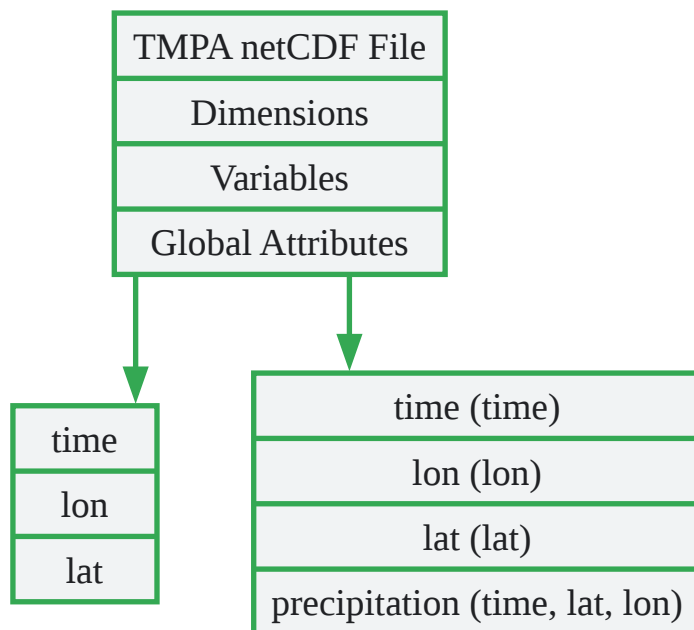 TMPA netCDF File
Dimensions
Variables
Global Attributes
time
lon
lat
time (time)
lon (lon)
lat (lat)
precipitation (time, lat, lon)